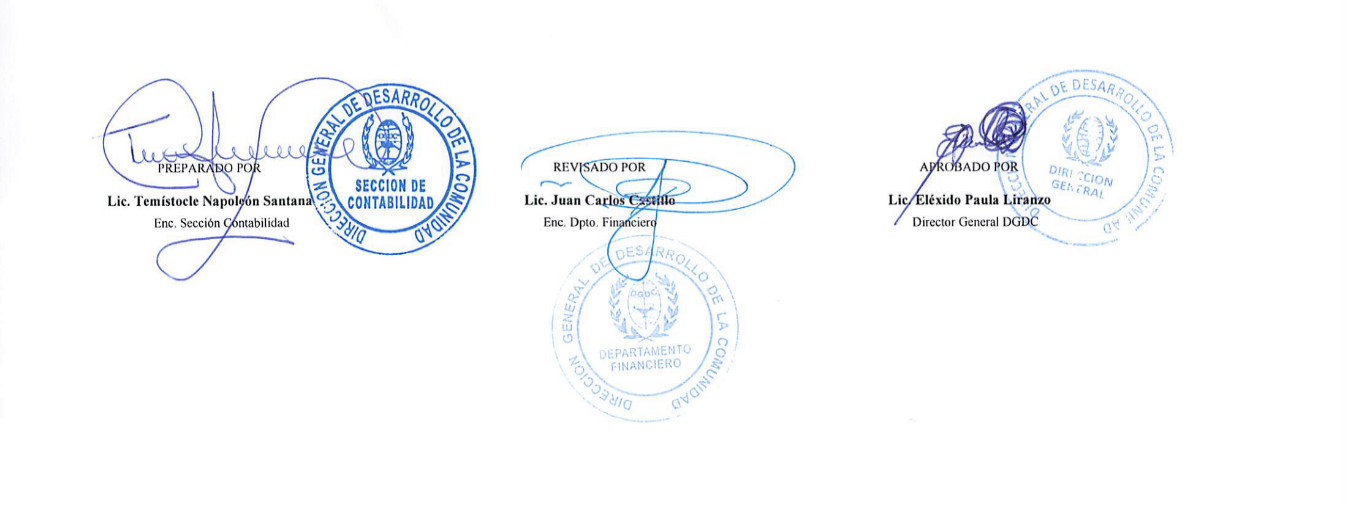 PREPARADO POR
Lic. Temístocle Napoleón Santana
Enc. Sección Contabilidad
DIRECCION GENERAL DE DESARROLLO DE LA COMUNIDAD
SECCION DE
CONTABILIDAD
REVISADO POR
Lic. Juan Carlos Castillo
Enc. Dpto. Financiero
DIRECCION GENERAL DE DESARROLLO DE LA COMUNIDAD
DGDC
DEPARTAMENTO
FINANCIERO
APROBADO POR
Lic. Eléxido Paula Liranzo
Director General DGDC
DIRECCION GENERAL DE DESARROLLO DE LA COMUNIDAD
DIRECCION
GENERAL